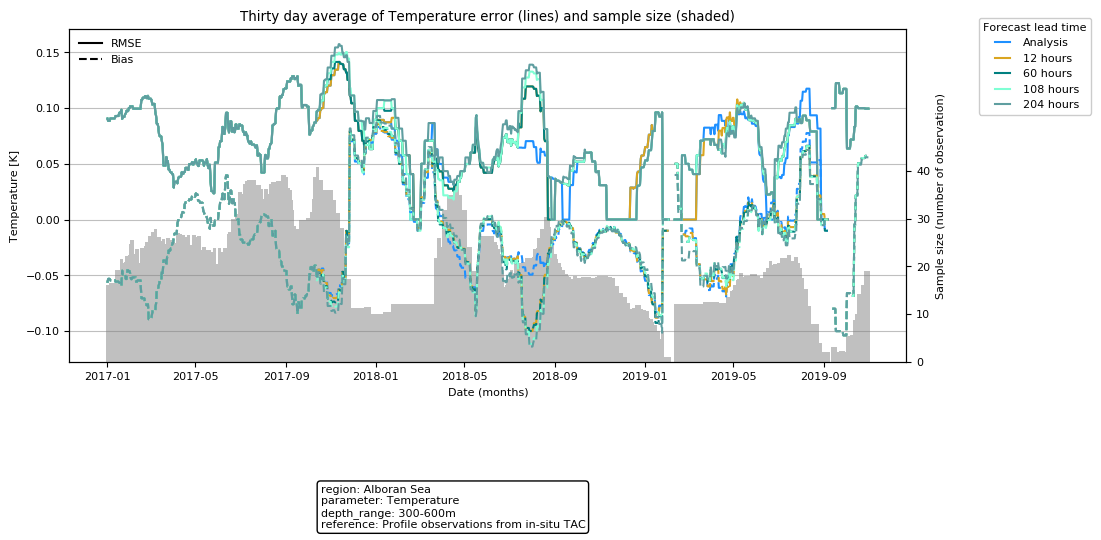 Thirty day average of Temperature error (lines) and sample size (shaded)
Forecast lead time
Analysis
12 hours
60 hours
108 hours
204 hours
RMSE
Bias
0.15
0.10
0.05
0.00
−0.05
−0.10
Temperature [K]
40
30
20
10
0
Sample size (number of observation)
2017-01
2017-05
2017-09
2018-01
2018-05
2018-09
2019-01
2019-05
2019-09
Date (months)
region: Alboran Sea
parameter: Temperature
depth_range: 300-600m
reference: Profile observations from in-situ TAC